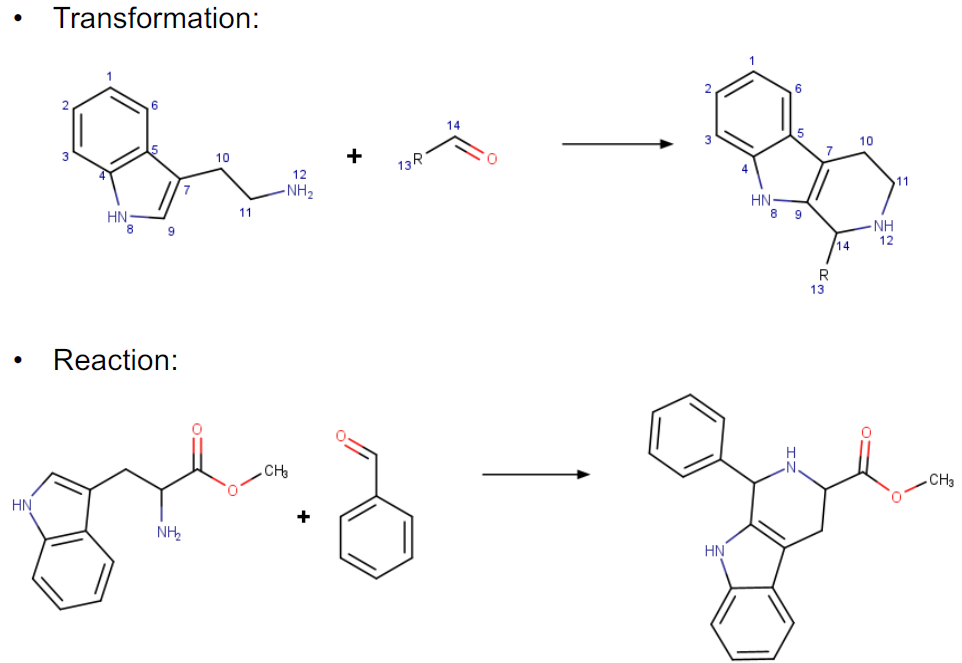 • Transformation:
1
2 6
3 5
4 10 12
7 NH2
HN 8 9 11
+
14
13 R O
1
2 6
3 5 10
4 7 11
HN 8 9 NH
14 12
R
13
• Reaction:
O
CH3
O
HN NH2
+
O
H
N O
CH3
O
HN